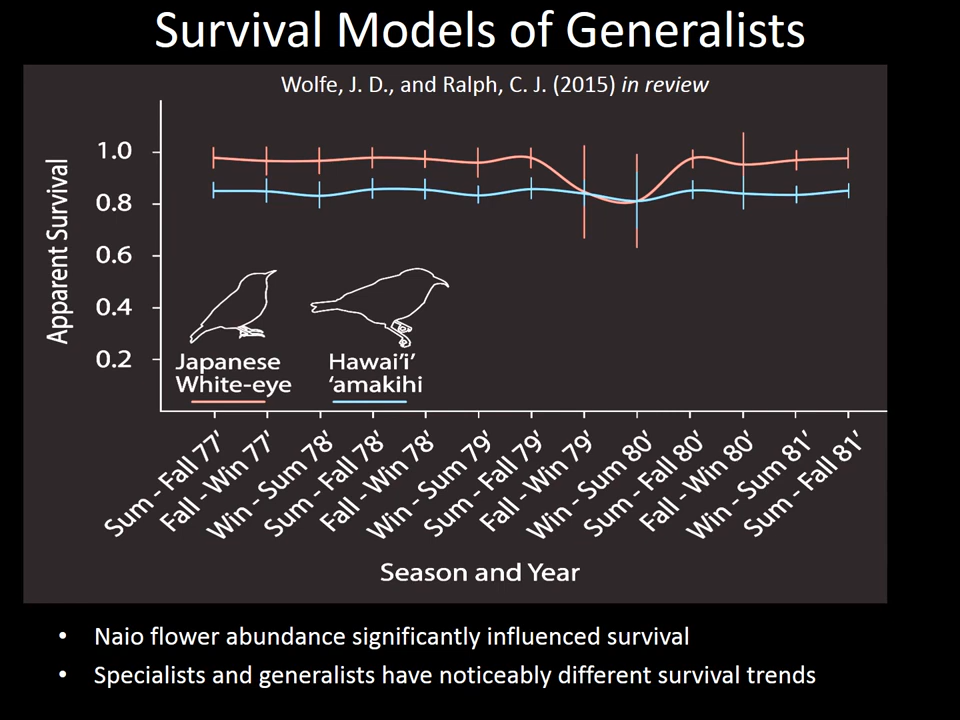 Survival Models of Generalists
Wolfe, J. D., and Ralph, C. J. (2015) in review
Apparent Survival
1.0
0.8
0.6
0.4
0.2
Japanese
White-eye
Hawai'i'
'amakihi
Sum - Fall 77'
Fall - Win 77'
Win - Sum 78'
Sum - Fall 78'
Fall - Win 78'
Win - Sum 79'
Sum - Fall 79'
Fall - Win 79'
Win - Sum 80'
Sum - Fall 80'
Fall - Win 80'
Win - Sum 81'
Sum - Fall 81'
Season and Year
• Naio flower abundance significantly influenced survival
• Specialists and generalists have noticeably different survival trends